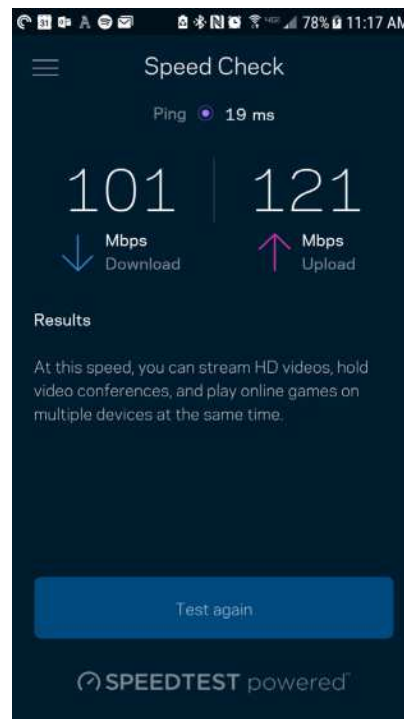 31 78% 11:17 AM
Speed Check
Ping 19 ms
101 121
Mbps Mbps
Download Upload
Results
At this speed, you can stream HD videos, hold
video conferences, and play online games on
multiple devices at the same time.
Test again
SPEEDTEST powered